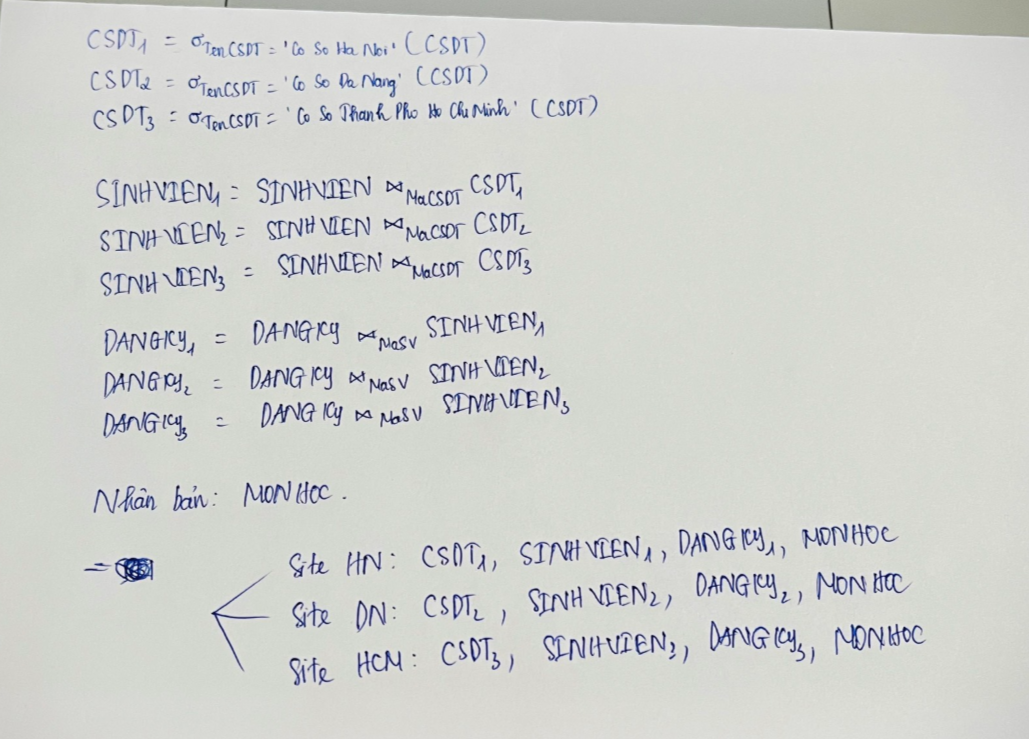 CSDT₁ = σTenCSDT = 'Co So Ha Noi' (CSDT)
CSDT₂ = σTenCSDT = 'Co So Da Nang' (CSDT)
CSDT₃ = σTenCSDT = 'Co So Thanh Pho Ho Chi Minh' (CSDT)
SINHVIEN₁ = SINHVIEN ⋈MaCSDT CSDT₁
SINHVIEN₂ = SINHVIEN ⋈MaCSDT CSDT₂
SINHVIEN₃ = SINHVIEN ⋈MaCSDT CSDT₃
DANGKY₁ = DANGKY ⋈MaSV SINHVIEN₁
DANGKY₂ = DANGKY ⋈MaSV SINHVIEN₂
DANGKY₃ = DANGKY ⋈MaSV SINHVIEN₃
Nhân bản: MONHOC.
Site HN: CSDT₁, SINHVIEN₁, DANGKY₁, MONHOC
Site DN: CSDT₂, SINHVIEN₂, DANGKY₂, MONHOC
Site HCM: CSDT₃, SINHVIEN₃, DANGKY₃, MONHOC